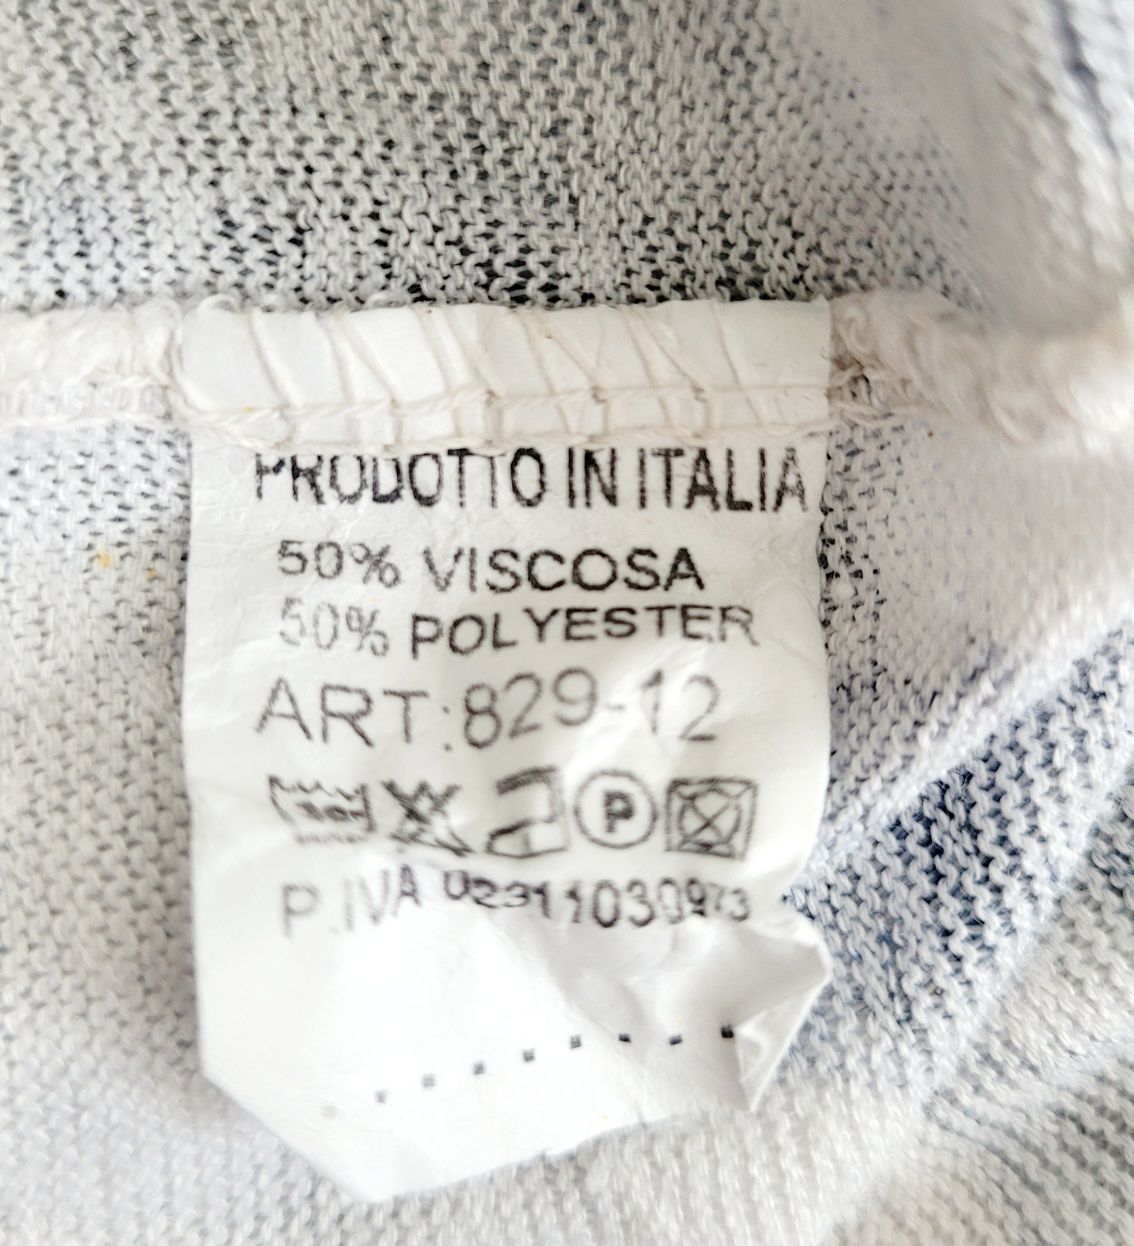 PRODOTTO IN ITALIA
50% VISCOSA
50% POLYESTER
ART:829-12
P
P.IVA 02311030973